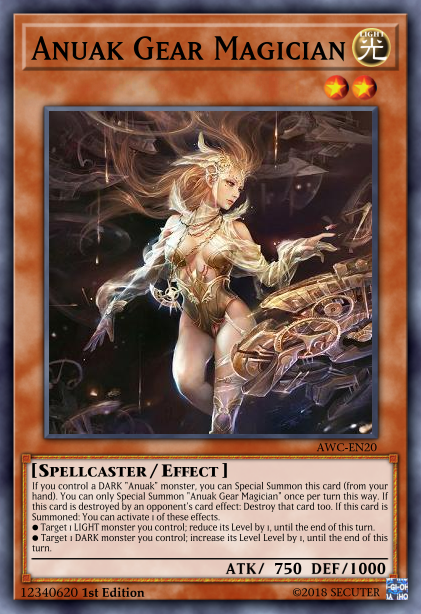 ANUAK GEAR MAGICIAN
LIGHT
光
AWC-EN20
[SPELLCASTER / EFFECT ]
If you control a DARK "Anuak" monster, you can Special Summon this card (from your
hand). You can only Special Summon "Anuak Gear Magician" once per turn this way. If
this card is destroyed by an opponent's card effect: Destroy that card too. If this card is
Summoned: You can activate 1 of these effects.
● Target 1 LIGHT monster you control; reduce its Level by 1, until the end of this turn.
● Target 1 DARK monster you control; increase its Level Level by 1, until the end of this
turn.
ATK/ 750 DEF/1000
12340620 1st Edition
©2018 SECUTER